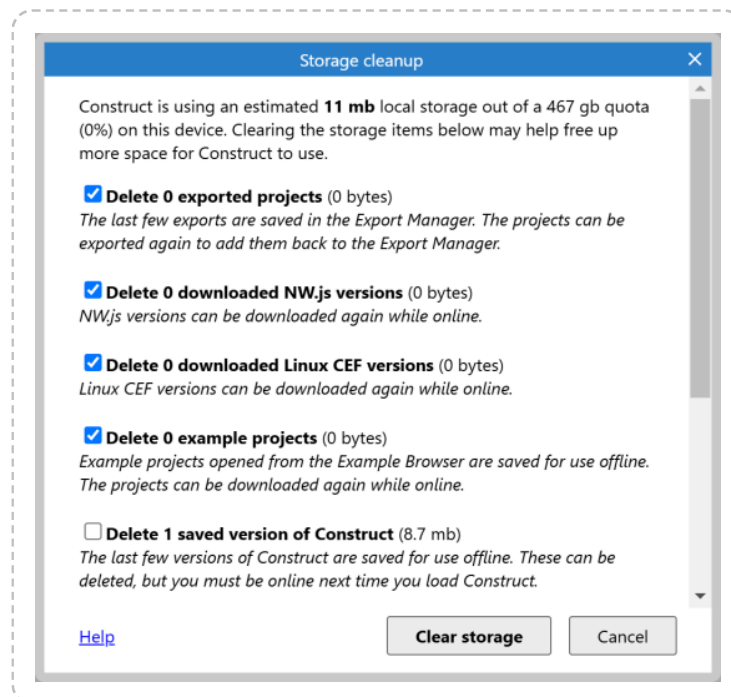 Storage cleanup
Construct is using an estimated 11 mb local storage out of a 467 gb quota
(0%) on this device. Clearing the storage items below may help free up
more space for Construct to use.
Delete 0 exported projects (0 bytes)
The last few exports are saved in the Export Manager. The projects can be
exported again to add them back to the Export Manager.
Delete 0 downloaded NW.js versions (0 bytes)
NW.js versions can be downloaded again while online.
Delete 0 downloaded Linux CEF versions (0 bytes)
Linux CEF versions can be downloaded again while online.
Delete 0 example projects (0 bytes)
Example projects opened from the Example Browser are saved for use offline.
The projects can be downloaded again while online.
Delete 1 saved version of Construct (8.7 mb)
The last few versions of Construct are saved for use offline. These can be
deleted, but you must be online next time you load Construct.
Help
Clear storage
Cancel